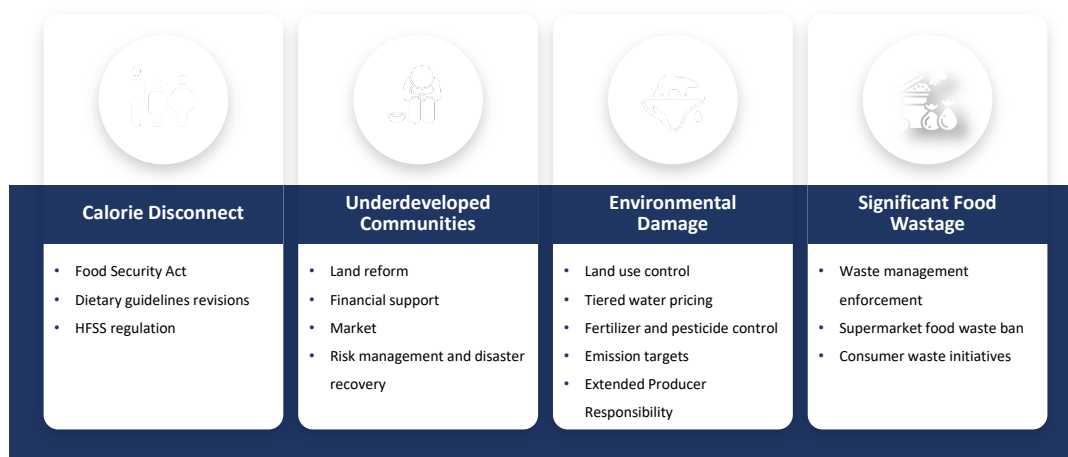 Calorie Disconnect
• Food Security Act
• Dietary guidelines revisions
• HFSS regulation
Underdeveloped
Communities
• Land reform
• Financial support
• Market
• Risk management and disaster
recovery
Environmental
Damage
• Land use control
• Tiered water pricing
• Fertilizer and pesticide control
• Emission targets
• Extended Producer
Responsibility
Significant Food
Wastage
• Waste management
enforcement
• Supermarket food waste ban
• Consumer waste initiatives